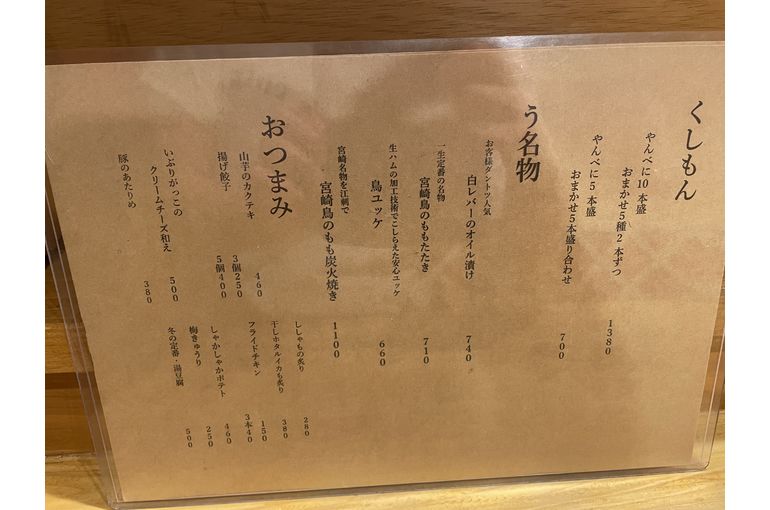 くしもん
やんべに10本盛
おまかせ5種2本ずつ
1380
やんべに5本盛
おまかせ5本盛り合わせ
700
う名物
お客様ダントツ人気
白レバーのオイル漬け
740
一生定番の名物
宮崎鳥のももたたき
710
生ハムの加工技術でこしらえた安心ユッケ
鳥ユッケ
660
宮崎名物を江刺で
宮崎鳥のもも炭火焼き
1100
おつまみ
山芋のカクテキ
460
揚げ餃子
3個250
5個400
いぶりがっこの
クリームチーズ和え
500
豚のあたりめ
380
ししゃもの炙り
280
干しホタルイカも炙り
380
フライドチキン
150
3本40
しゃかしゃかポテト
460
梅きゅうり
250
冬の定番・湯豆腐
500